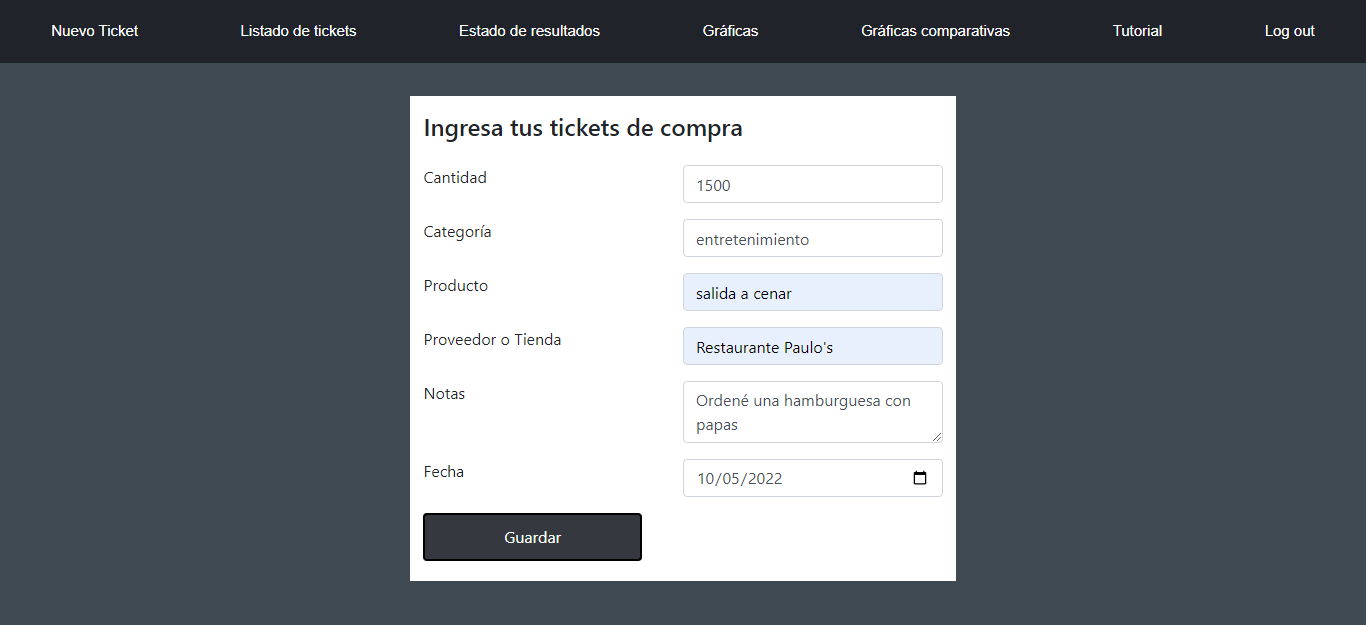 Nuevo Ticket Listado de tickets Estado de resultados Gráficas Gráficas comparativas Tutorial Log out
Ingresa tus tickets de compra
Cantidad 1500
Categoría entretenimiento
Producto salida a cenar
Proveedor o Tienda Restaurante Paulo's
Notas Ordené una hamburguesa con
papas
Fecha 10/05/2022
Guardar